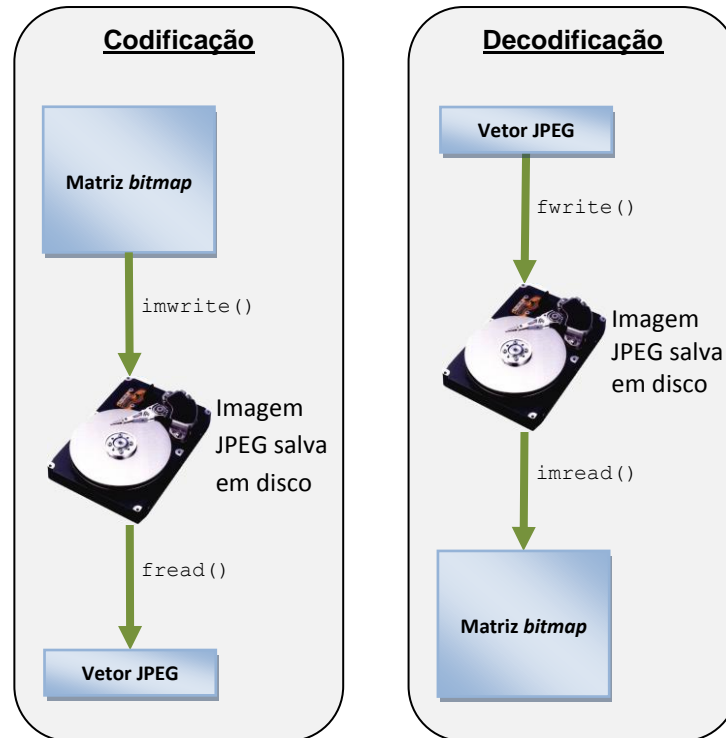 Codificação
Matriz bitmap
imwrite()
Imagem
JPEG salva
em disco
fread()
Vetor JPEG
Decodificação
Vetor JPEG
fwrite()
Imagem
JPEG salva
em disco
imread()
Matriz bitmap